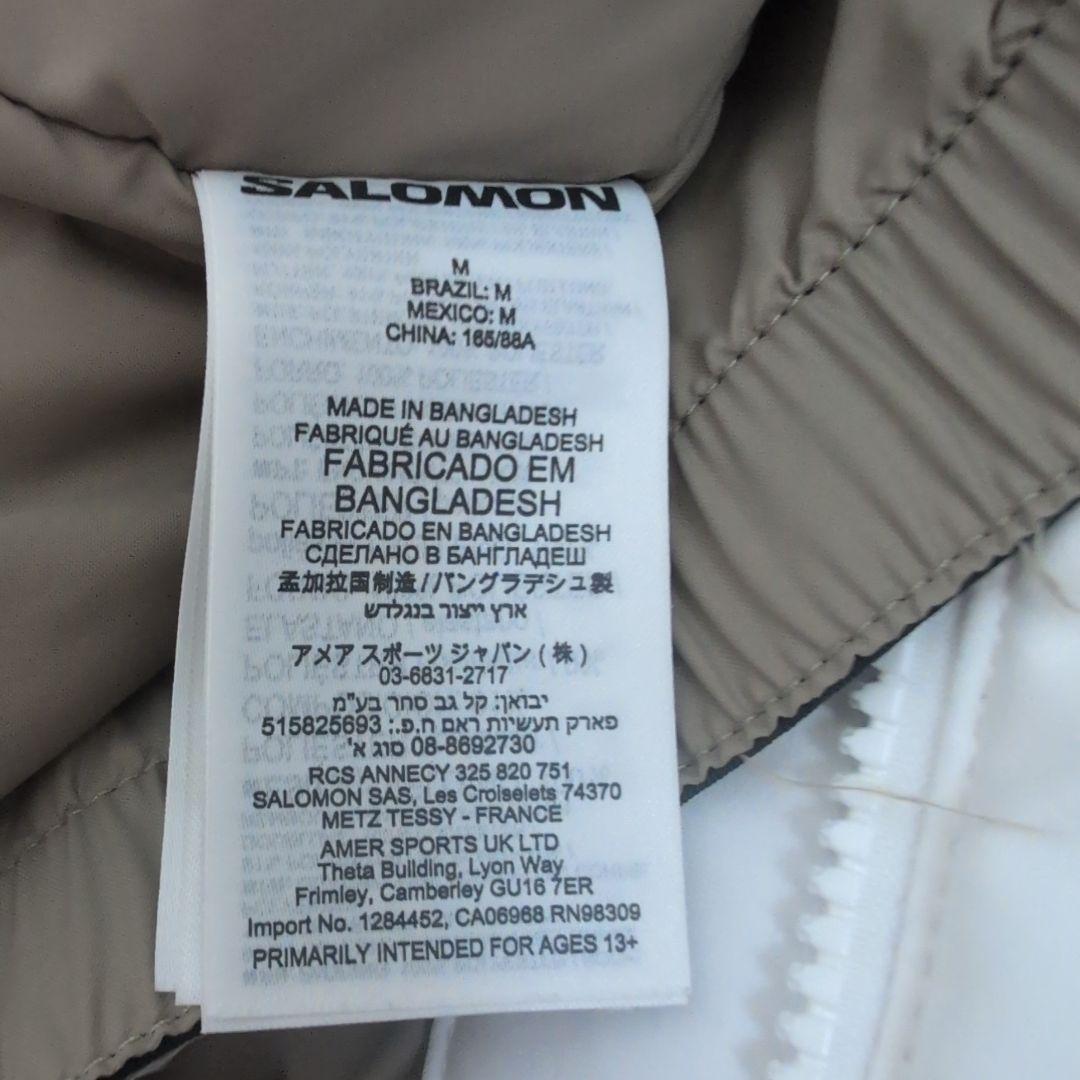 SALOMON
M
BRAZIL: M
MEXICO: M
CHINA: 165/88A
MADE IN BANGLADESH
FABRIQUÉ AU BANGLADESH
FABRICADO EM
BANGLADESH
FABRICADO EN BANGLADESH
СДЕЛАНО В БАНГЛАДЕШ
孟加拉国制造/バングラデシュ製
ארץ ייצור בנגלדש
アメア スポーツ ジャパン ( 株 )
03-6831-2717
יבואן: קל גב סחר בע"מ
פארק תעשיות ראם ח.פ.: 515825693
08-8692730 סוג א'
RCS ANNECY 325 820 751
SALOMON SAS, Les Croiselets 74370
METZ TESSY - FRANCE
AMER SPORTS UK LTD
Theta Building, Lyon Way
Frimley, Camberley GU16 7ER
Import No. 1284452, CA06968 RN98309
PRIMARILY INTENDED FOR AGES 13+